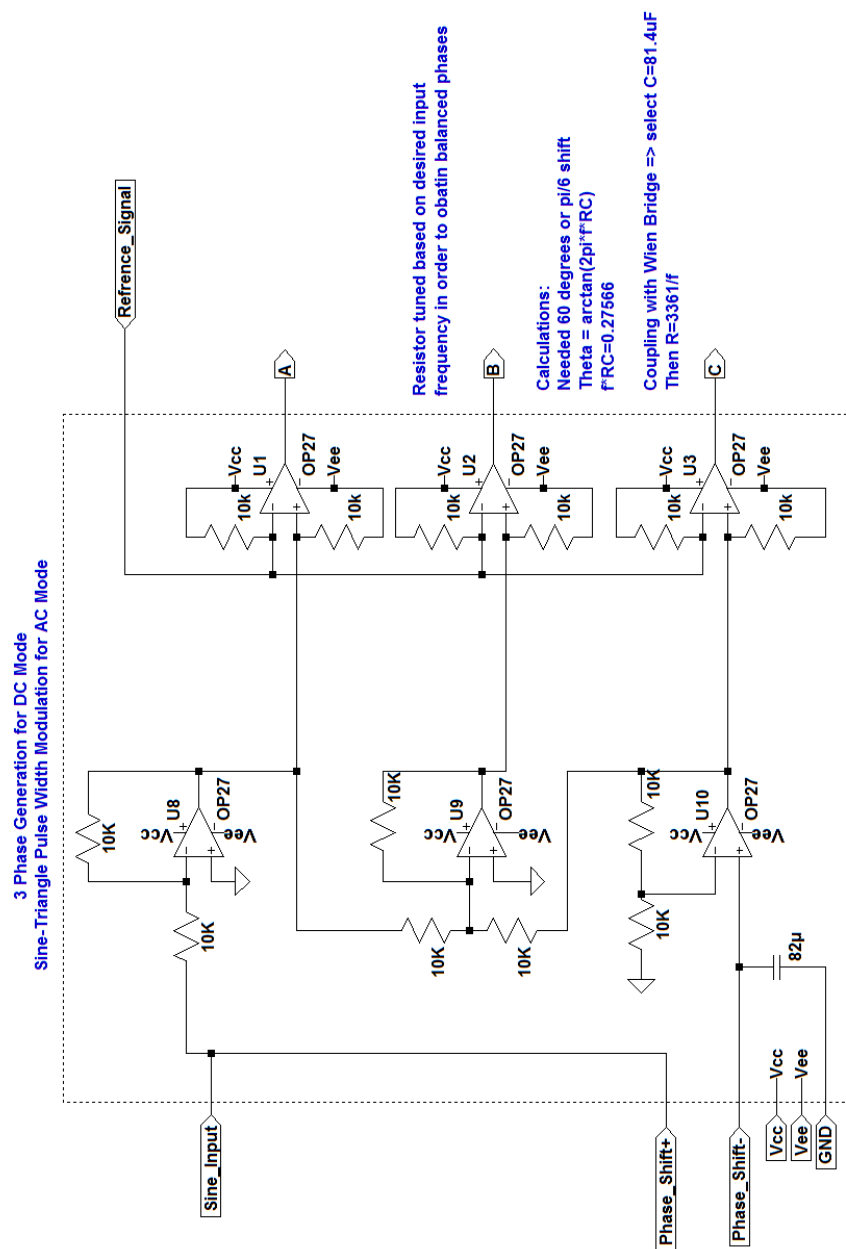 3 Phase Generation for DC Mode
Sine-Triangle Pulse Width Modulation for AC Mode
Refrence_Signal
Sine_Input
10K
10K
U8
Vcc
Vee
OP27
10k
Vcc
U1
OP27
Vee
10k
A
Resistor tuned based on desired input
frequency in order to obatin balanced phases
10K
U9
Vcc
Vee
OP27
10K
10K
10k
Vcc
U2
OP27
Vee
10k
B
Calculations:
Needed 60 degrees or pi/6 shift
Theta = arctan(2pi*f*RC)
f*RC=0.27566
Coupling with Wien Bridge => select C=81.4uF
Then R=3361/f
10K
10K
U10
Vcc
Vee
OP27
10k
Vcc
U3
OP27
Vee
10k
C
Phase_Shift+
Phase_Shift-
82µ
Vcc
Vcc
Vee
Vee
GND